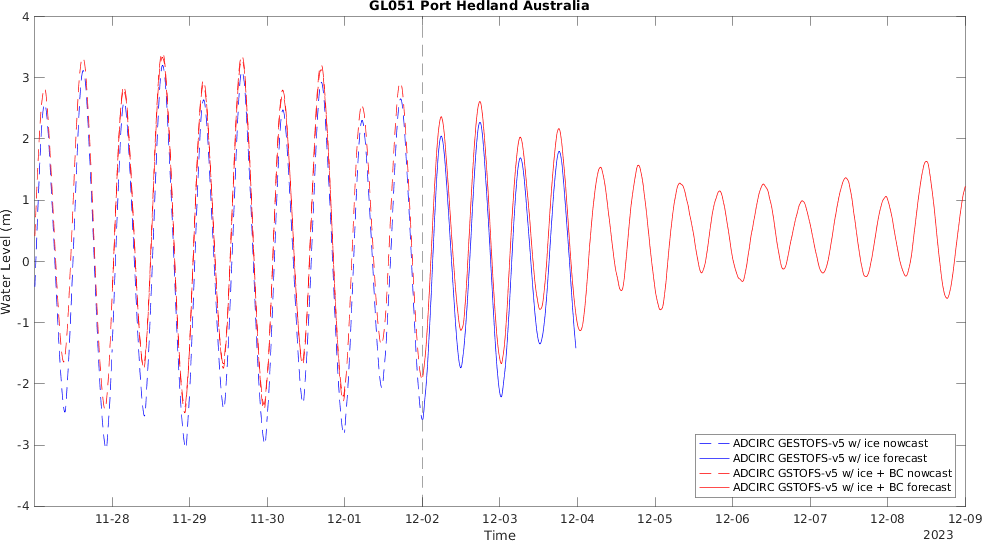 GL051 Port Hedland Australia
4
3
2
1
0
-1
-2
-3
-4
Water Level (m)
ADCIRC GESTOFS-v5 w/ ice nowcast
ADCIRC GESTOFS-v5 w/ ice forecast
ADCIRC GSTOFS-v5 w/ ice + BC nowcast
ADCIRC GSTOFS-v5 w/ ice + BC forecast
11-28 11-29 11-30 12-01 12-02 12-03 12-04 12-05 12-06 12-07 12-08 12-09
Time
2023